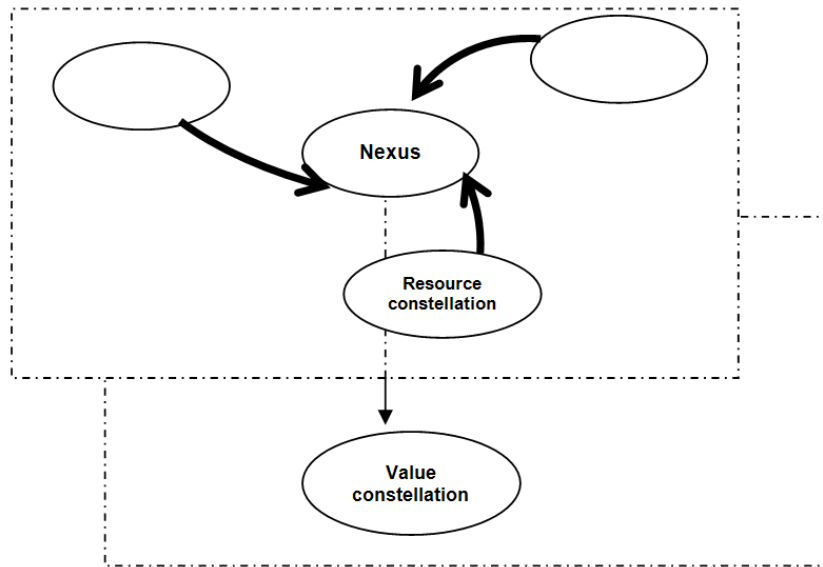 Nexus
Resource
constellation
Value
constellation